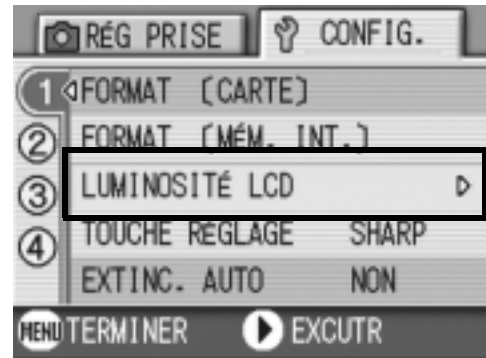 RÉG PRISE CONFIG.
1 FORMAT [CARTE]
2 FORMAT [MÉM. INT.]
3 LUMINOSITÉ LCD
4 TOUCHE RÉGLAGE SHARP
EXTINC. AUTO NON
MENU TERMINER EXCUTR